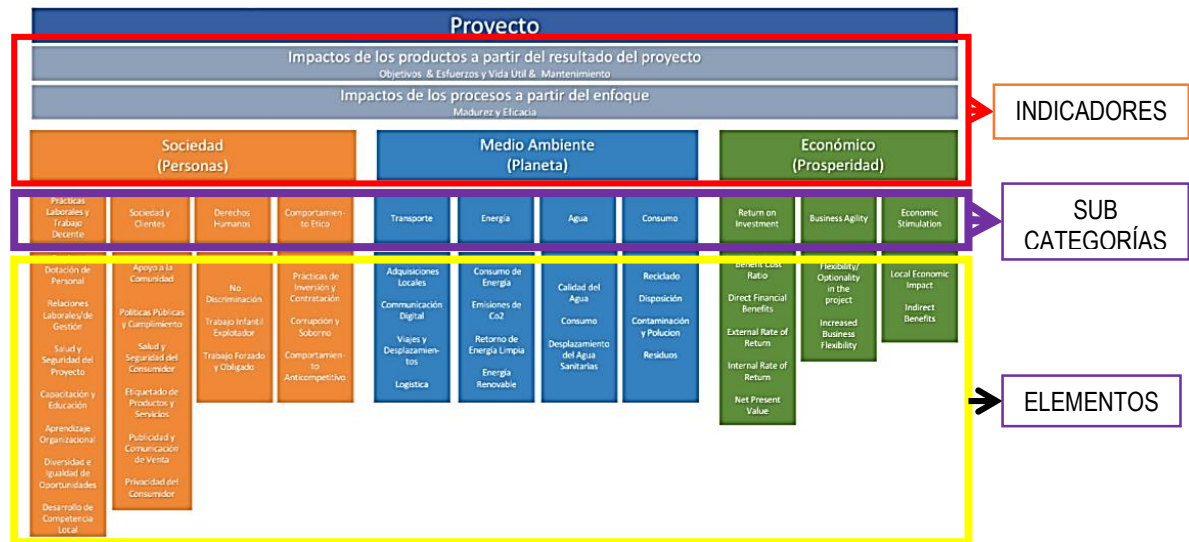 Proyecto
Impactos de los productos a partir del resultado del proyecto
Objetivos & Esfuerzos y Vida Útil & Mantenimiento
Impactos de los procesos a partir del enfoque
Madurez y Eficacia
INDICADORES
Sociedad
(Personas)
Medio Ambiente
(Planeta)
Económico
(Prosperidad)
Prácticas
Laborales y
Trabajo
Decente
Sociedad y
Clientes
Derechos
Humanos
Comportamien-
to Etico
Transporte
Energía
Agua
Consumo
Return on
Investment
Business Agility
Economic
Stimulation
SUB
CATEGORÍAS
Dotación de
Personal
Relaciones
Laborales/de
Gestión
Salud y
Seguridad del
Proyecto
Capacitación y
Educación
Aprendizaje
Organizacional
Diversidad e
Igualdad de
Oportunidades
Desarrollo de
Competencia
Local
Apoyo a la
Comunidad
Políticas Públicas
y Cumplimiento
Salud y
Seguridad del
Consumidor
Etiquetado de
Productos y
Servicios
Publicidad y
Comunicación
de Venta
Privacidad del
Consumidor
No
Discriminación
Trabajo Infantil
Explotador
Trabajo Forzado
y Obligado
Prácticas de
Inversión y
Contratación
Corrupción y
Soborno
Comportamien-
to
Anticompetitivo
Adquisiciones
Locales
Communicación
Digital
Viajes y
Desplazamien-
tos
Logística
Consumo de
Energía
Emisiones de
Co2
Retorno de
Energía Limpia
Energía
Renovable
Calidad del
Agua
Consumo
Desplazamiento
del Agua
Sanitarias
Reciclado
Disposición
Contaminación
y Polucion
Residuos
Benefit Cost
Ratio
Direct Financial
Benefits
External Rate of
Return
Internal Rate of
Return
Net Present
Value
Flexibility/
Optionality
in the
project
Increased
Business
Flexibility
Local Economic
Impact
Indirect
Benefits
ELEMENTOS